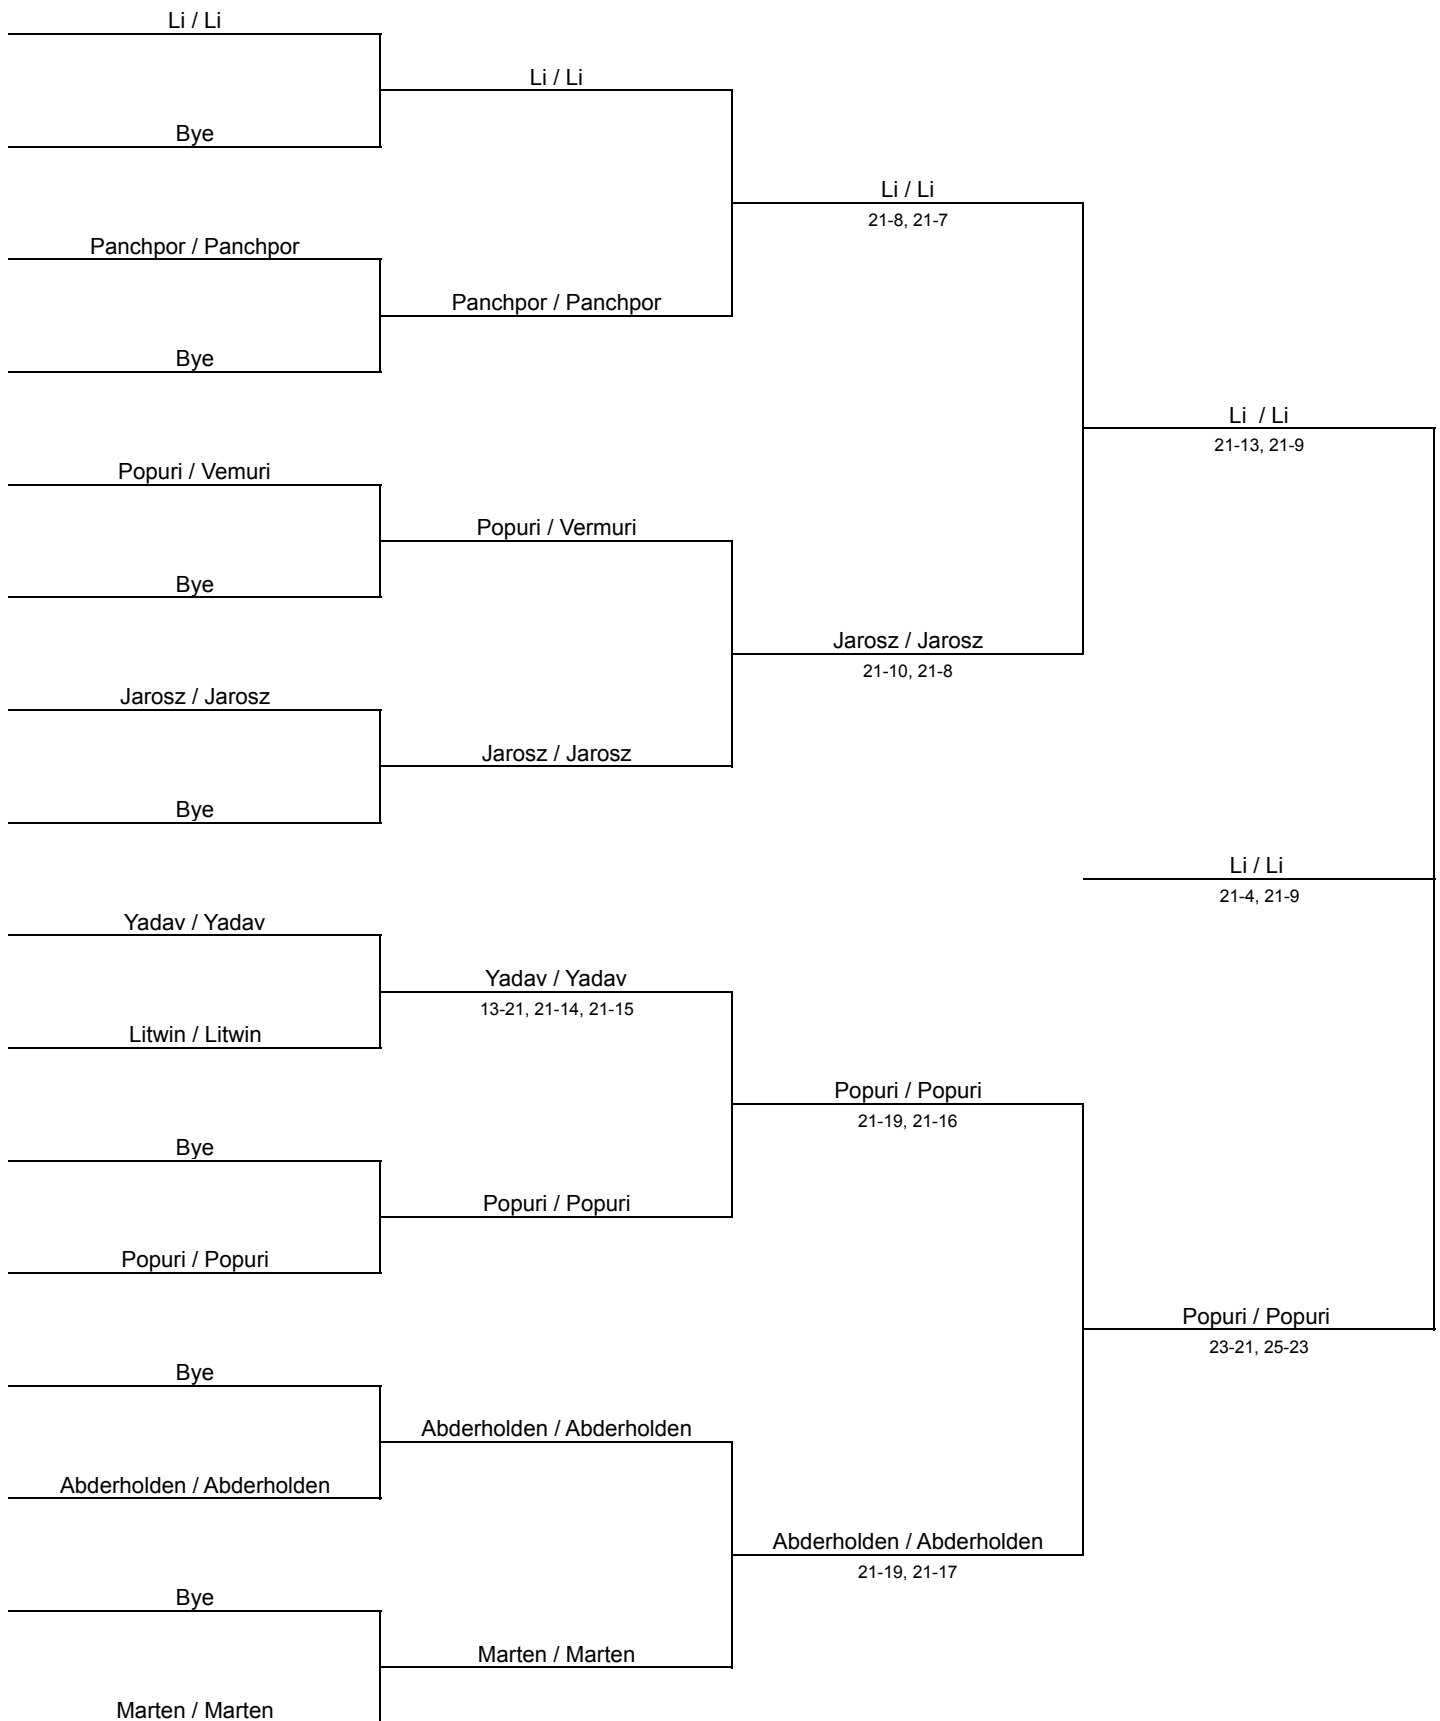 Li / Li
Li / Li
Bye
Li / Li
21-8, 21-7
Panchpor / Panchpor
Panchpor / Panchpor
Bye
Li  / Li
21-13, 21-9
Popuri / Vemuri
Popuri / Vermuri
Bye
Jarosz / Jarosz
21-10, 21-8
Jarosz / Jarosz
Jarosz / Jarosz
Bye
Li / Li
21-4, 21-9
Yadav / Yadav
Yadav / Yadav
13-21, 21-14, 21-15
Litwin / Litwin
Popuri / Popuri
21-19, 21-16
Bye
Popuri / Popuri
Popuri / Popuri
Popuri / Popuri
23-21, 25-23
Bye
Abderholden / Abderholden
Abderholden / Abderholden
Abderholden / Abderholden
21-19, 21-17
Bye
Marten / Marten
Marten / Marten